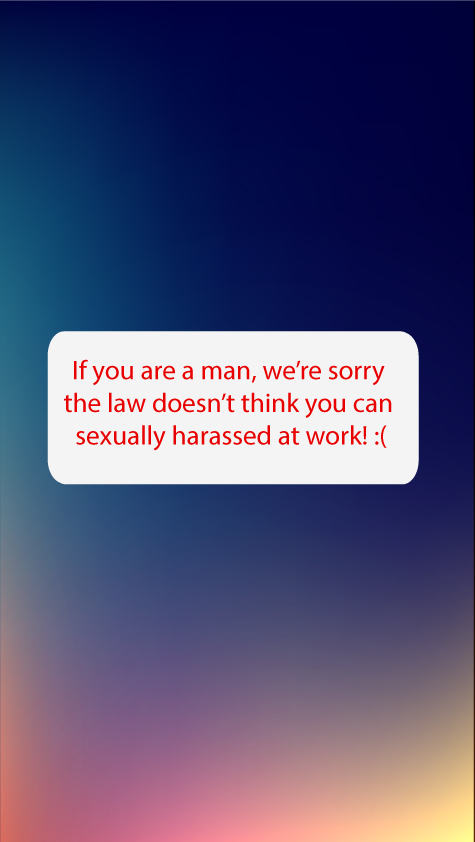 If you are a man, we’re sorry
the law doesn’t think you can
sexually harassed at work! :(